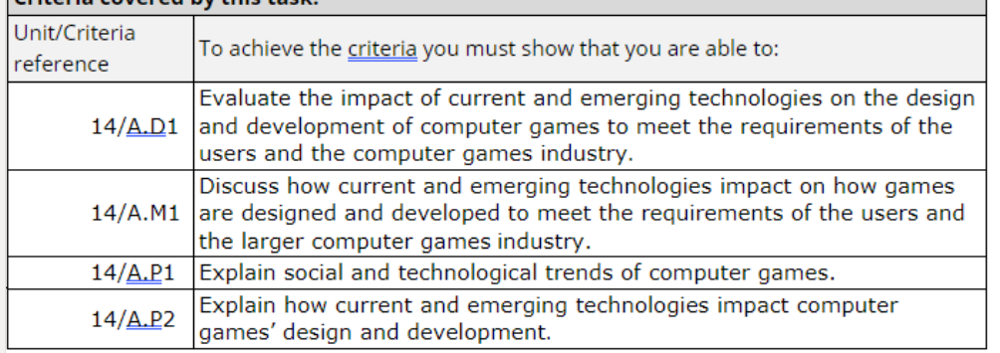 Criteria covered by this task:
Unit/Criteria
reference
To achieve the criteria you must show that you are able to:
14/A.D1
Evaluate the impact of current and emerging technologies on the design
and development of computer games to meet the requirements of the
users and the computer games industry.
14/A.M1
Discuss how current and emerging technologies impact on how games
are designed and developed to meet the requirements of the users and
the larger computer games industry.
14/A.P1
Explain social and technological trends of computer games.
14/A.P2
Explain how current and emerging technologies impact computer
games’ design and development.